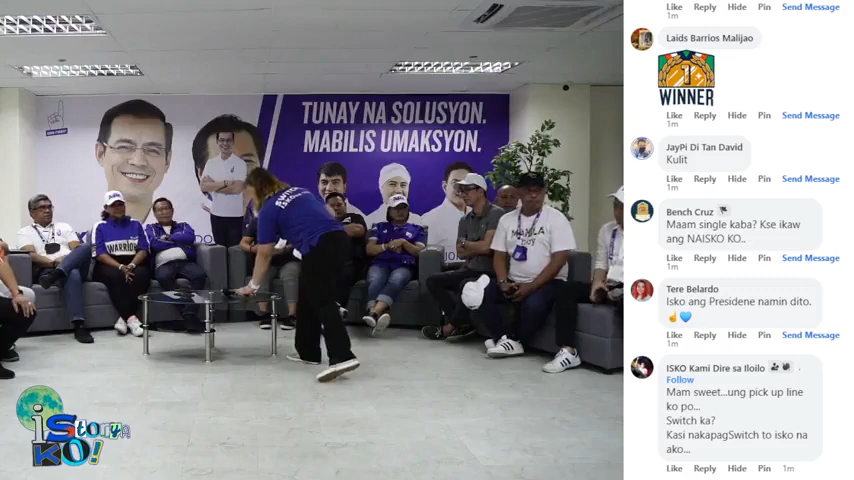 TUNAY NA SOLUSYON.
MABILIS UMAKSYON.
WARRIOR
SWITCH
MANILA
BOY
iStorya
KO!
Like Reply Hide Pin Send Message
1m
Laids Barrios Malijao
1
WINNER
Like Reply Hide Pin Send Message
1m
JayPi Di Tan David
Kulit
Like Reply Hide Pin Send Message
1m
Bench Cruz
Maam single kaba? Kse ikaw
ang NAISKO KO..
Like Reply Hide Pin Send Message
1m
Tere Belardo
Isko ang Presidene namin dito.
Like Reply Hide Pin Send Message
1m
ISKO Kami Dire sa Iloilo
Follow
Mam sweet...ung pick up line
ko po...
Switch ka?
Kasi nakapagSwitch to isko na
ako...
Like Reply Hide Pin 1m